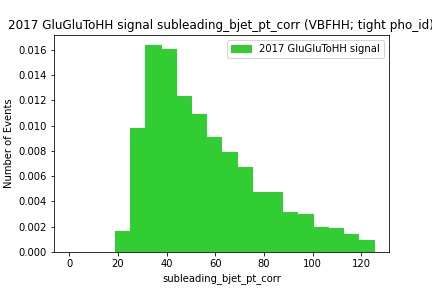 2017 GluGluToHH signal subleading_bjet_pt_corr (VBFHH; tight pho_id)
2017 GluGluToHH signal
Number of Events
0.016
0.014
0.012
0.010
0.008
0.006
0.004
0.002
0.000
0 20 40 60 80 100 120
subleading_bjet_pt_corr